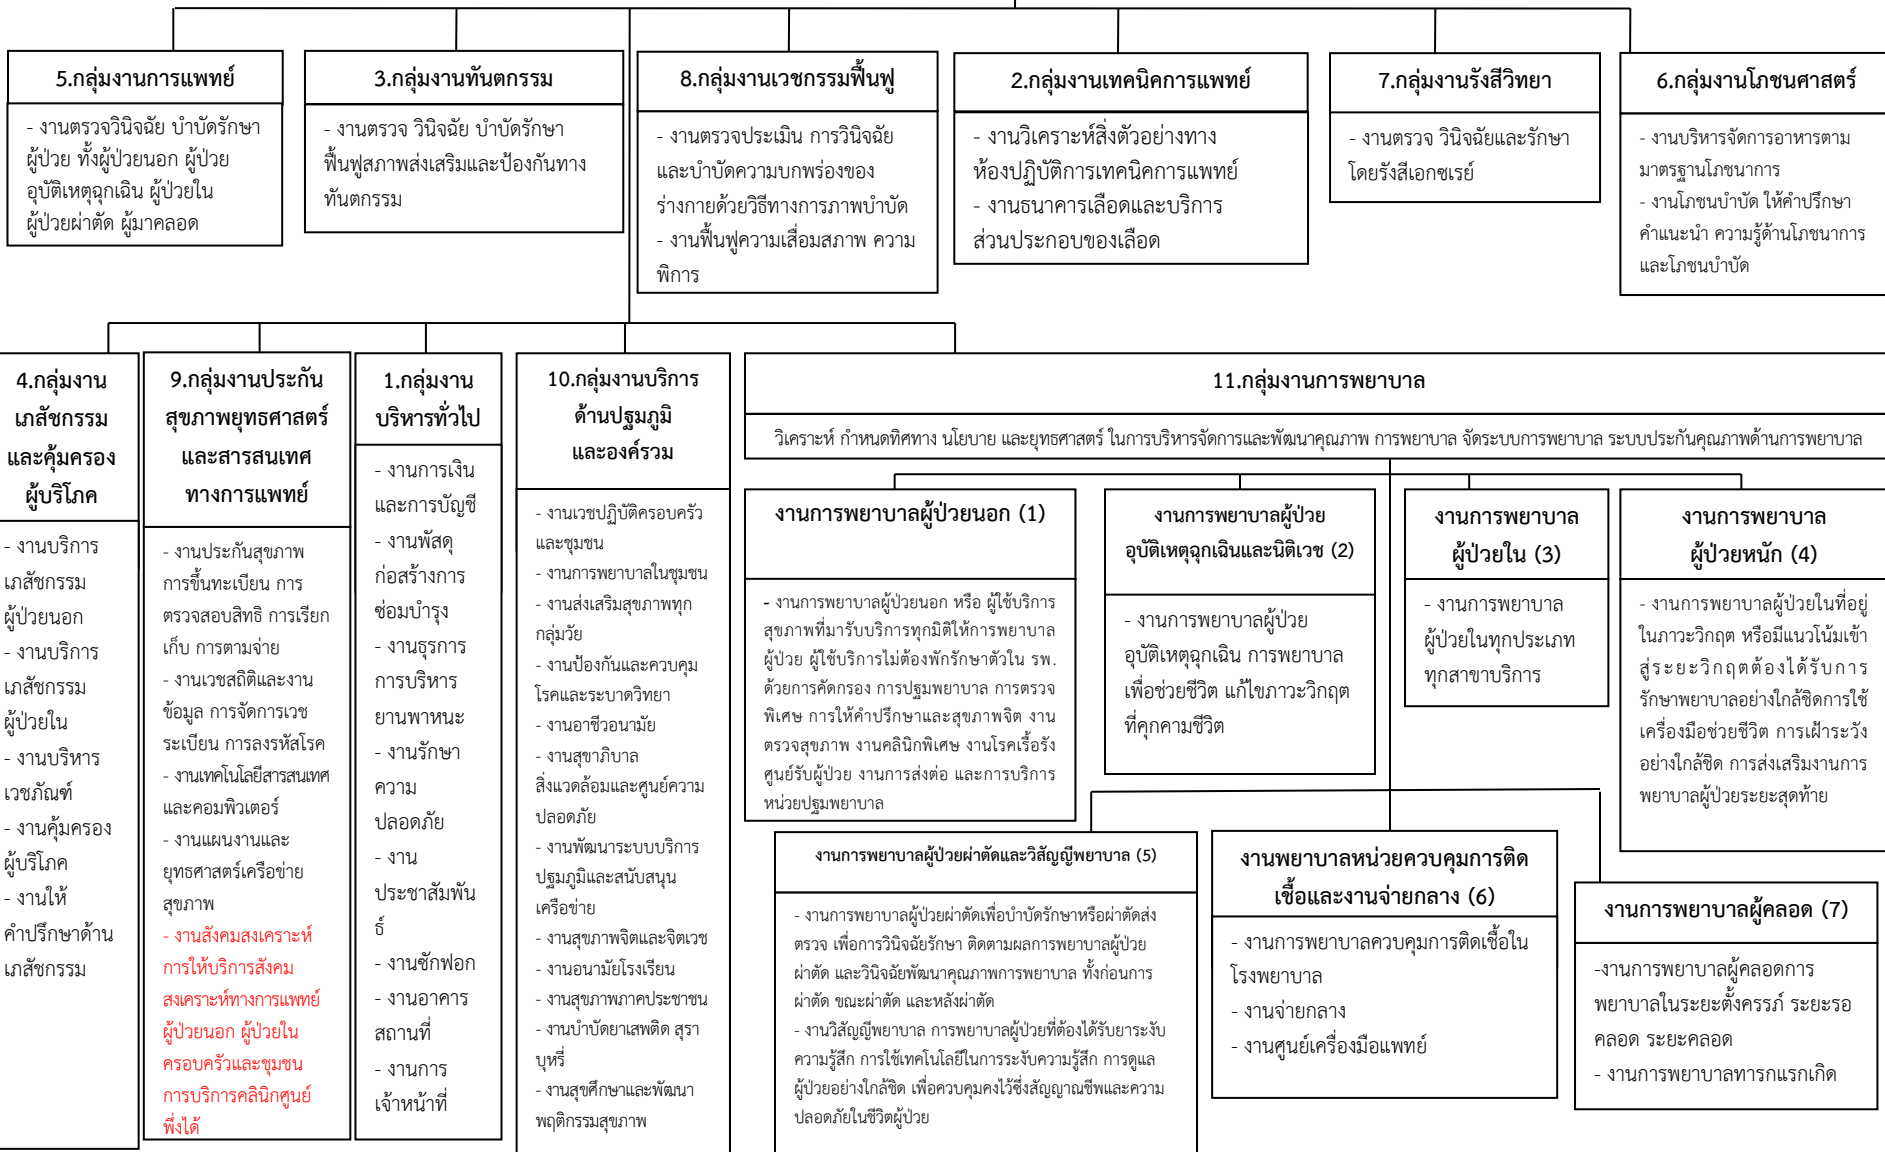 5.กลุ่มงานการแพทย์
- งานตรวจวินิจฉัย บำบัดรักษา
ผู้ป่วย ทั้งผู้ป่วยนอก ผู้ป่วย
อุบัติเหตุฉุกเฉิน ผู้ป่วยใน
ผู้ป่วยผ่าตัด ผู้มาคลอด
3.กลุ่มงานทันตกรรม
- งานตรวจ วินิจฉัย บำบัดรักษา
ฟื้นฟูสภาพส่งเสริมและป้องกันทาง
ทันตกรรม
8.กลุ่มงานเวชกรรมฟื้นฟู
- งานตรวจประเมิน การวินิจฉัย
และบำบัดความบกพร่องของ
ร่างกายด้วยวิธีทางการภาพบำบัด
- งานฟื้นฟูความเสื่อมสภาพ ความ
พิการ
2.กลุ่มงานเทคนิคการแพทย์
- งานวิเคราะห์สิ่งตัวอย่างทาง
ห้องปฏิบัติการเทคนิคการแพทย์
- งานธนาคารเลือดและบริการ
ส่วนประกอบของเลือด
7.กลุ่มงานรังสีวิทยา
- งานตรวจ วินิจฉัยและรักษา
โดยรังสีเอกซเรย์
6.กลุ่มงานโภชนศาสตร์
- งานบริหารจัดการอาหารตาม
มาตรฐานโภชนาการ
- งานโภชนบำบัด ให้คำปรึกษา
คำแนะนำ ความรู้ด้านโภชนาการ
และโภชนบำบัด
4.กลุ่มงาน
เภสัชกรรม
และคุ้มครอง
ผู้บริโภค
- งานบริการ
เภสัชกรรม
ผู้ป่วยนอก
- งานบริการ
เภสัชกรรม
ผู้ป่วยใน
- งานบริหาร
เวชภัณฑ์
- งานคุ้มครอง
ผู้บริโภค
- งานให้
คำปรึกษาด้าน
เภสัชกรรม
9.กลุ่มงานประกัน
สุขภาพยุทธศาสตร์
และสารสนเทศ
ทางการแพทย์
- งานประกันสุขภาพ
การขึ้นทะเบียน การ
ตรวจสอบสิทธิ การเรียก
เก็บ การตามจ่าย
- งานเวชสถิติและงาน
ข้อมูล การจัดการเวช
ระเบียน การลงรหัสโรค
- งานเทคโนโลยีสารสนเทศ
และคอมพิวเตอร์
- งานแผนงานและ
ยุทธศาสตร์เครือข่าย
สุขภาพ
- งานสังคมสงเคราะห์
การให้บริการสังคม
สงเคราะห์ทางการแพทย์
ผู้ป่วยนอก ผู้ป่วยใน
ครอบครัวและชุมชน
การบริการคลินิกศูนย์
พึ่งได้
1.กลุ่มงาน
บริหารทั่วไป
- งานการเงิน
และการบัญชี
- งานพัสดุ
ก่อสร้างการ
ซ่อมบำรุง
- งานธุรการ
การบริหาร
ยานพาหนะ
- งานรักษา
ความ
ปลอดภัย
- งาน
ประชาสัมพัน
ธ์
- งานซักฟอก
- งานอาคาร
สถานที่
- งานการ
เจ้าหน้าที่
10.กลุ่มงานบริการ
ด้านปฐมภูมิ
และองค์รวม
- งานเวชปฏิบัติครอบครัว
และชุมชน
- งานการพยาบาลในชุมชน
- งานส่งเสริมสุขภาพทุก
กลุ่มวัย
- งานป้องกันและควบคุม
โรคและระบาดวิทยา
- งานอาชีวอนามัย
- งานสุขาภิบาล
สิ่งแวดล้อมและศูนย์ความ
ปลอดภัย
- งานพัฒนาระบบบริการ
ปฐมภูมิและสนับสนุน
เครือข่าย
- งานสุขภาพจิตและจิตเวช
- งานอนามัยโรงเรียน
- งานสุขภาพภาคประชาชน
- งานบำบัดยาเสพติด สุรา
บุหรี่
- งานสุขศึกษาและพัฒนา
พฤติกรรมสุขภาพ
11.กลุ่มงานการพยาบาล
วิเคราะห์ กำหนดทิศทาง นโยบาย และยุทธศาสตร์ ในการบริหารจัดการและพัฒนาคุณภาพ การพยาบาล จัดระบบการพยาบาล ระบบประกันคุณภาพด้านการพยาบาล
งานการพยาบาลผู้ป่วยนอก (1)
- งานการพยาบาลผู้ป่วยนอก หรือ ผู้ใช้บริการ
สุขภาพที่มารับบริการทุกมิติให้การพยาบาล
ผู้ป่วย ผู้ใช้บริการไม่ต้องพักรักษาตัวใน รพ.
ด้วยการคัดกรอง การปฐมพยาบาล การตรวจ
พิเศษ การให้คำปรึกษาและสุขภาพจิต งาน
ตรวจสุขภาพ งานคลินิกพิเศษ งานโรคเรื้อรัง
ศูนย์รับผู้ป่วย งานการส่งต่อ และการบริการ
หน่วยปฐมพยาบาล
งานการพยาบาลผู้ป่วย
อุบัติเหตุฉุกเฉินและนิติเวช (2)
- งานการพยาบาลผู้ป่วย
อุบัติเหตุฉุกเฉิน การพยาบาล
เพื่อช่วยชีวิต แก้ไขภาวะวิกฤต
ที่คุกคามชีวิต
งานการพยาบาล
ผู้ป่วยใน (3)
- งานการพยาบาล
ผู้ป่วยในทุกประเภท
ทุกสาขาบริการ
งานการพยาบาล
ผู้ป่วยหนัก (4)
- งานการพยาบาลผู้ป่วยในที่อยู่
ในภาวะวิกฤต หรือมีแนวโน้มเข้า
สู่ระยะวิกฤตต้องได้รับการ
รักษาพยาบาลอย่างใกล้ชิดการใช้
เครื่องมือช่วยชีวิต การเฝ้าระวัง
อย่างใกล้ชิด การส่งเสริมงานการ
พยาบาลผู้ป่วยระยะสุดท้าย
งานการพยาบาลผู้ป่วยผ่าตัดและวิสัญญีพยาบาล (5)
- งานการพยาบาลผู้ป่วยผ่าตัดเพื่อบำบัดรักษาหรือผ่าตัดส่ง
ตรวจ เพื่อการวินิจฉัยรักษา ติดตามผลการพยาบาลผู้ป่วย
ผ่าตัด และวินิจฉัยพัฒนาคุณภาพการพยาบาล ทั้งก่อนการ
ผ่าตัด ขณะผ่าตัด และหลังผ่าตัด
- งานวิสัญญีพยาบาล การพยาบาลผู้ป่วยที่ต้องได้รับยาระงับ
ความรู้สึก การใช้เทคโนโลยีในการระงับความรู้สึก การดูแล
ผู้ป่วยอย่างใกล้ชิด เพื่อควบคุมคงไว้ซึ่งสัญญาณชีพและความ
ปลอดภัยในชีวิตผู้ป่วย
งานพยาบาลหน่วยควบคุมการติด
เชื้อและงานจ่ายกลาง (6)
- งานการพยาบาลควบคุมการติดเชื้อใน
โรงพยาบาล
- งานจ่ายกลาง
- งานศูนย์เครื่องมือแพทย์
งานการพยาบาลผู้คลอด (7)
-งานการพยาบาลผู้คลอดการ
พยาบาลในระยะตั้งครรภ์ ระยะรอ
คลอด ระยะคลอด
- งานการพยาบาลทารกแรกเกิด